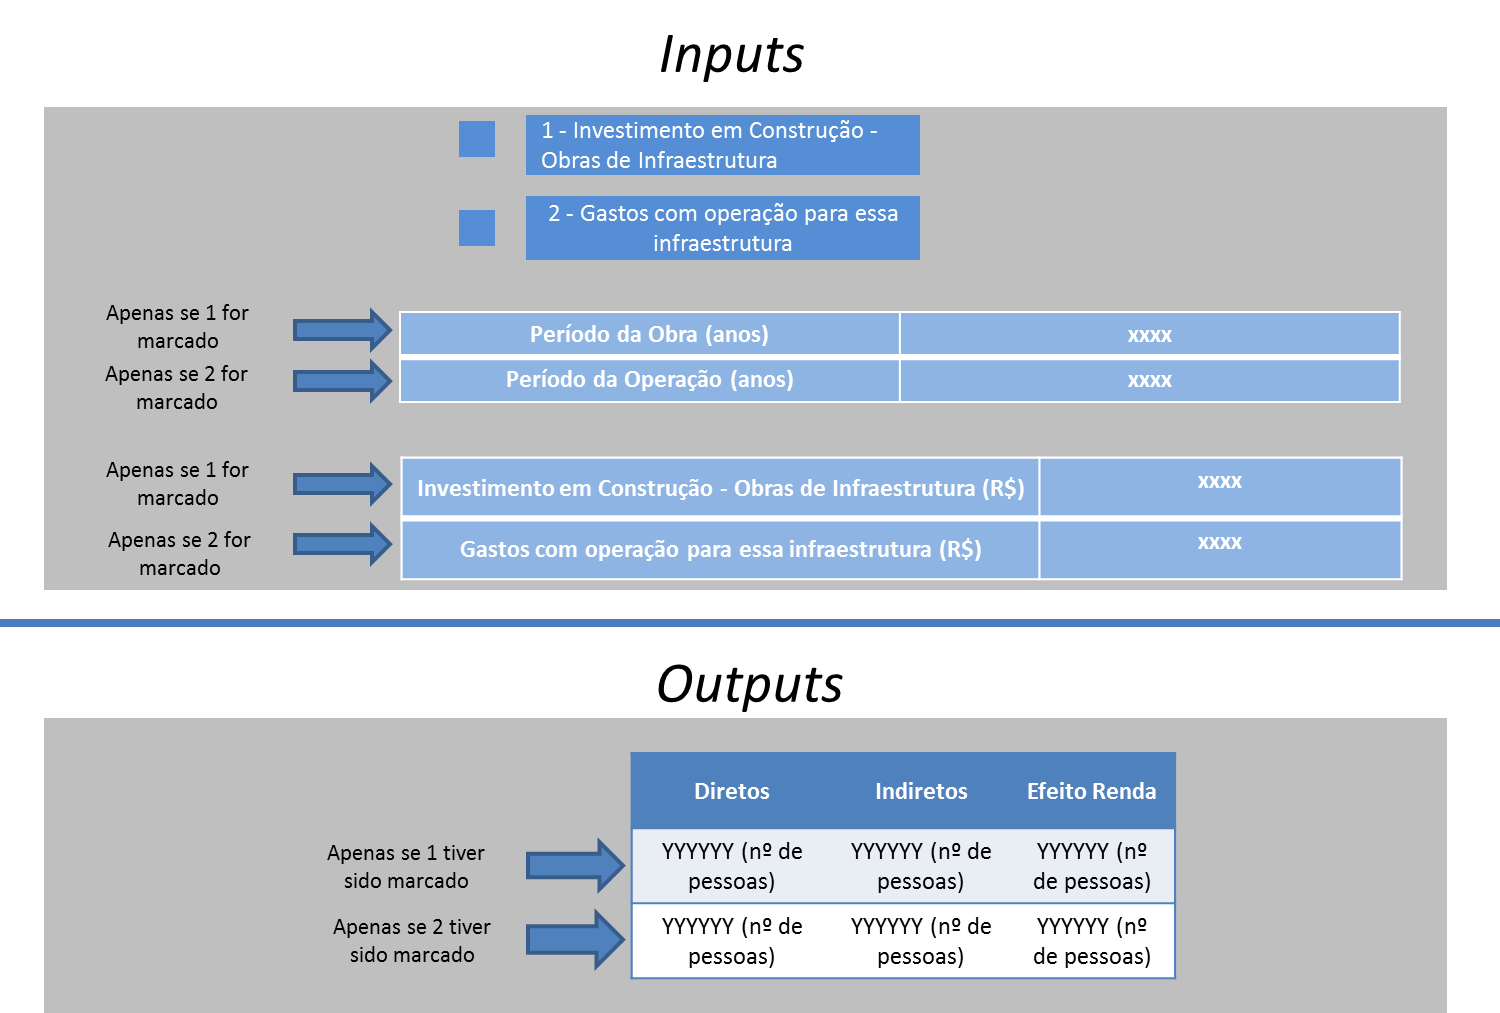 Inputs
1 - Investimento em Construção -
Obras de Infraestrutura
2 - Gastos com operação para essa
infraestrutura
Apenas se 1 for
marcado
Período da Obra (anos)
xxxx
Apenas se 2 for
marcado
Período da Operação (anos)
xxxx
Apenas se 1 for
marcado
Investimento em Construção - Obras de Infraestrutura (R$)
xxxx
Apenas se 2 for
marcado
Gastos com operação para essa infraestrutura (R$)
xxxx
Outputs
Diretos
Indiretos
Efeito Renda
Apenas se 1 tiver
sido marcado
YYYYYY (nº de
pessoas)
YYYYYY (nº de
pessoas)
YYYYYY (nº
de pessoas)
Apenas se 2 tiver
sido marcado
YYYYYY (nº de
pessoas)
YYYYYY (nº de
pessoas)
YYYYYY (nº
de pessoas)